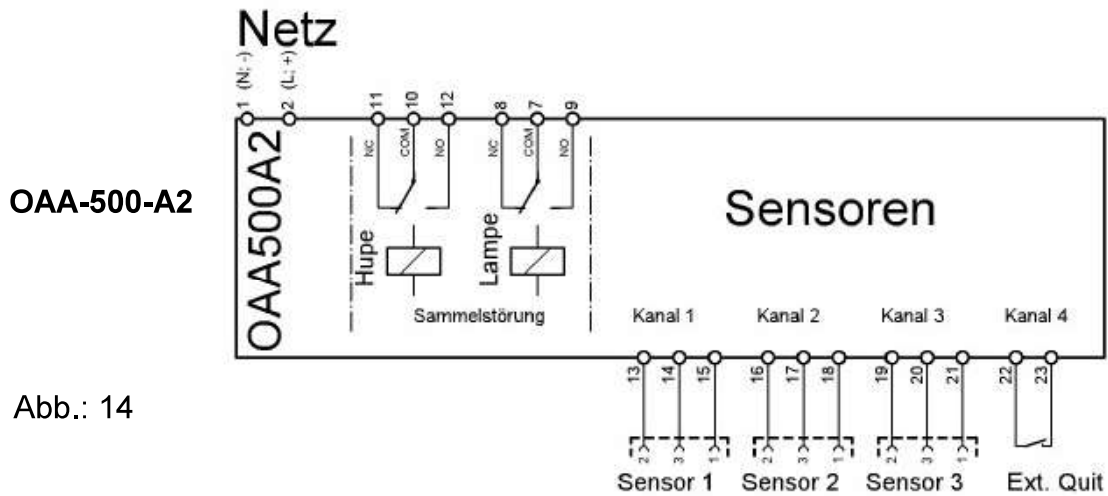 Netz
1 (N; -)
2 (L; +)
11 10 12 8 7 9
NC COM NO NC COM NO
OAA-500-A2
OAA500A2
Hupe
Lampe
Sammelstörung
Sensoren
Kanal 1 Kanal 2 Kanal 3 Kanal 4
13 14 15 16 17 18 19 20 21 22 23
2 3 1 2 3 1 2 3 1
Sensor 1 Sensor 2 Sensor 3 Ext. Quit
Abb.: 14